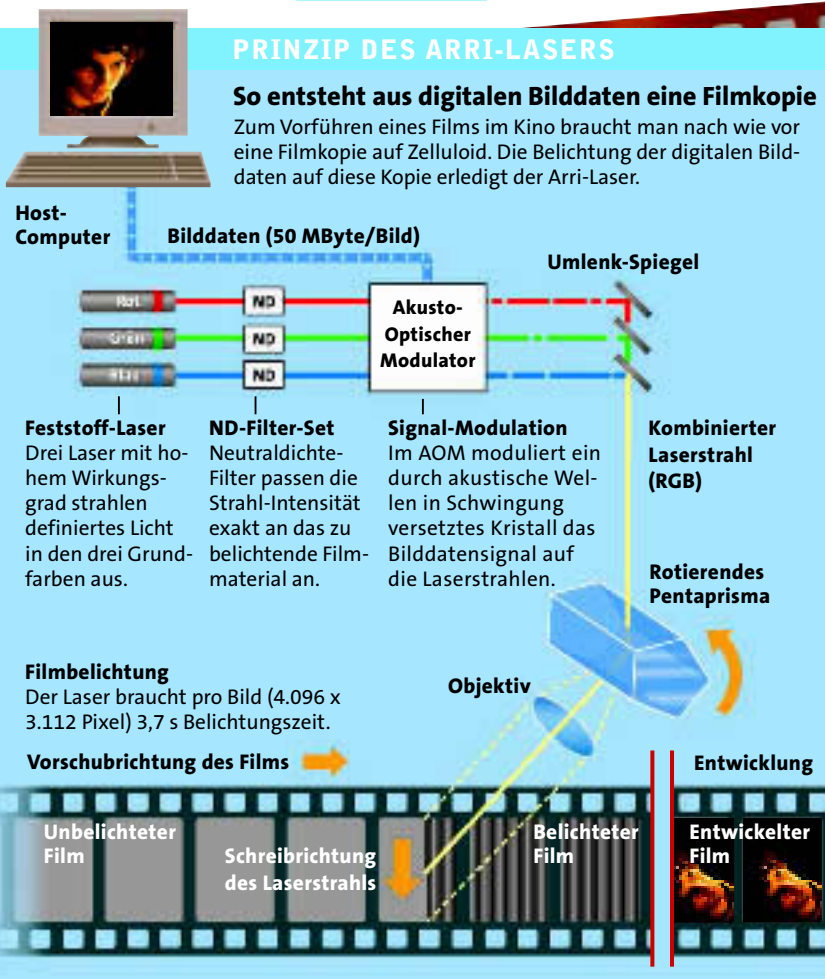 PRINZIP DES ARRI-LASERS
So entsteht aus digitalen Bilddaten eine Filmkopie
Zum Vorführen eines Films im Kino braucht man nach wie vor
eine Filmkopie auf Zelluloid. Die Belichtung der digitalen Bild-
daten auf diese Kopie erledigt der Arri-Laser.
Host-
Computer
Bilddaten (50 MByte/Bild)
Umlenk-Spiegel
Rot
ND
Grün
ND
Blau
ND
Akusto-
Optischer
Modulator
Feststoff-Laser
Drei Laser mit ho-
hem Wirkungs-
grad strahlen
definiertes Licht
in den drei Grund-
farben aus.
ND-Filter-Set
Neutraldichte-
Filter passen die
Strahl-Intensität
exakt an das zu
belichtende Film-
material an.
Signal-Modulation
Im AOM moduliert ein
durch akustische Wel-
len in Schwingung
versetztes Kristall das
Bilddatensignal auf
die Laserstrahlen.
Kombinierter
Laserstrahl
(RGB)
Rotierendes
Pentaprisma
Filmbelichtung
Der Laser braucht pro Bild (4.096 x
3.112 Pixel) 3,7 s Belichtungszeit.
Objektiv
Vorschubrichtung des Films
Entwicklung
Unbelichteter
Film
Schreibrichtung
des Laserstrahls
Belichteter
Film
Entwickelter
Film